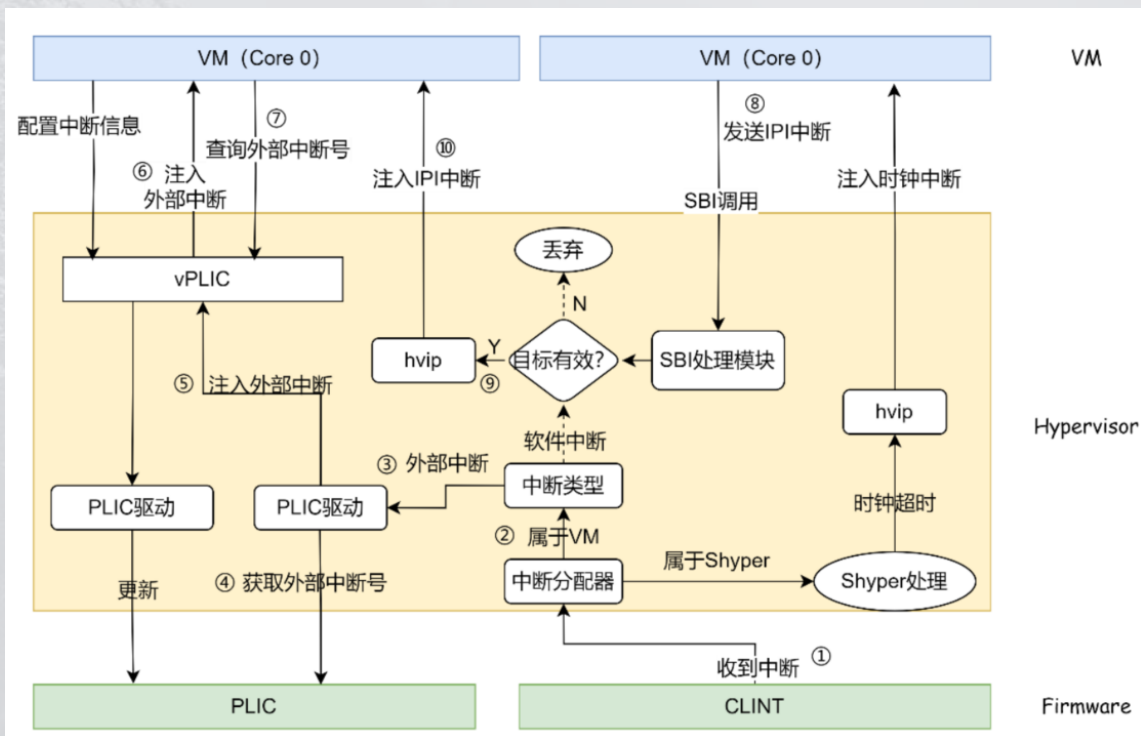 VM（Core 0）
VM（Core 0）
VM
配置中断信息
⑥ 注入
外部中断
⑦
查询外部中断号
⑩
注入IPI中断
⑧
发送IPI中断
SBI调用
注入时钟中断
丢弃
vPLIC
N
Y
hvip
⑨
目标有效?
SBI处理模块
hvip
⑤ 注入外部中断
Hypervisor
软件中断
③ 外部中断
中断类型
PLIC驱动
PLIC驱动
时钟超时
② 属于VM
属于Shyper
④ 获取外部中断号
中断分配器
Shyper处理
更新
收到中断 ①
PLIC
CLINT
Firmware